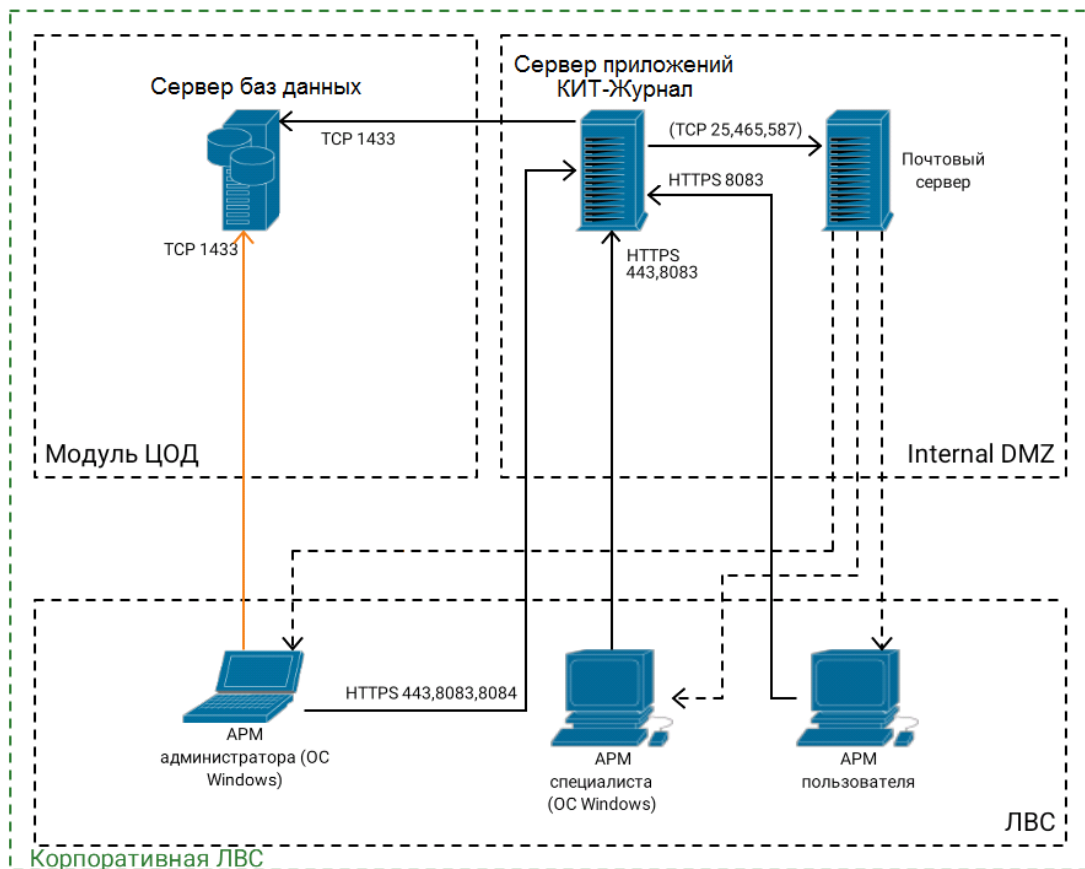 Сервер баз данных
Сервер приложений
КИТ-Журнал
TCP 1433
(TCP 25,465,587)
Почтовый
сервер
HTTPS 8083
TCP 1433
HTTPS
443,8083
Модуль ЦОД
Internal DMZ
HTTPS 443,8083,8084
АРМ
администратора (ОС
Windows)
АРМ
специалиста
(ОС Windows)
АРМ
пользователя
ЛВС
Корпоративная ЛВС